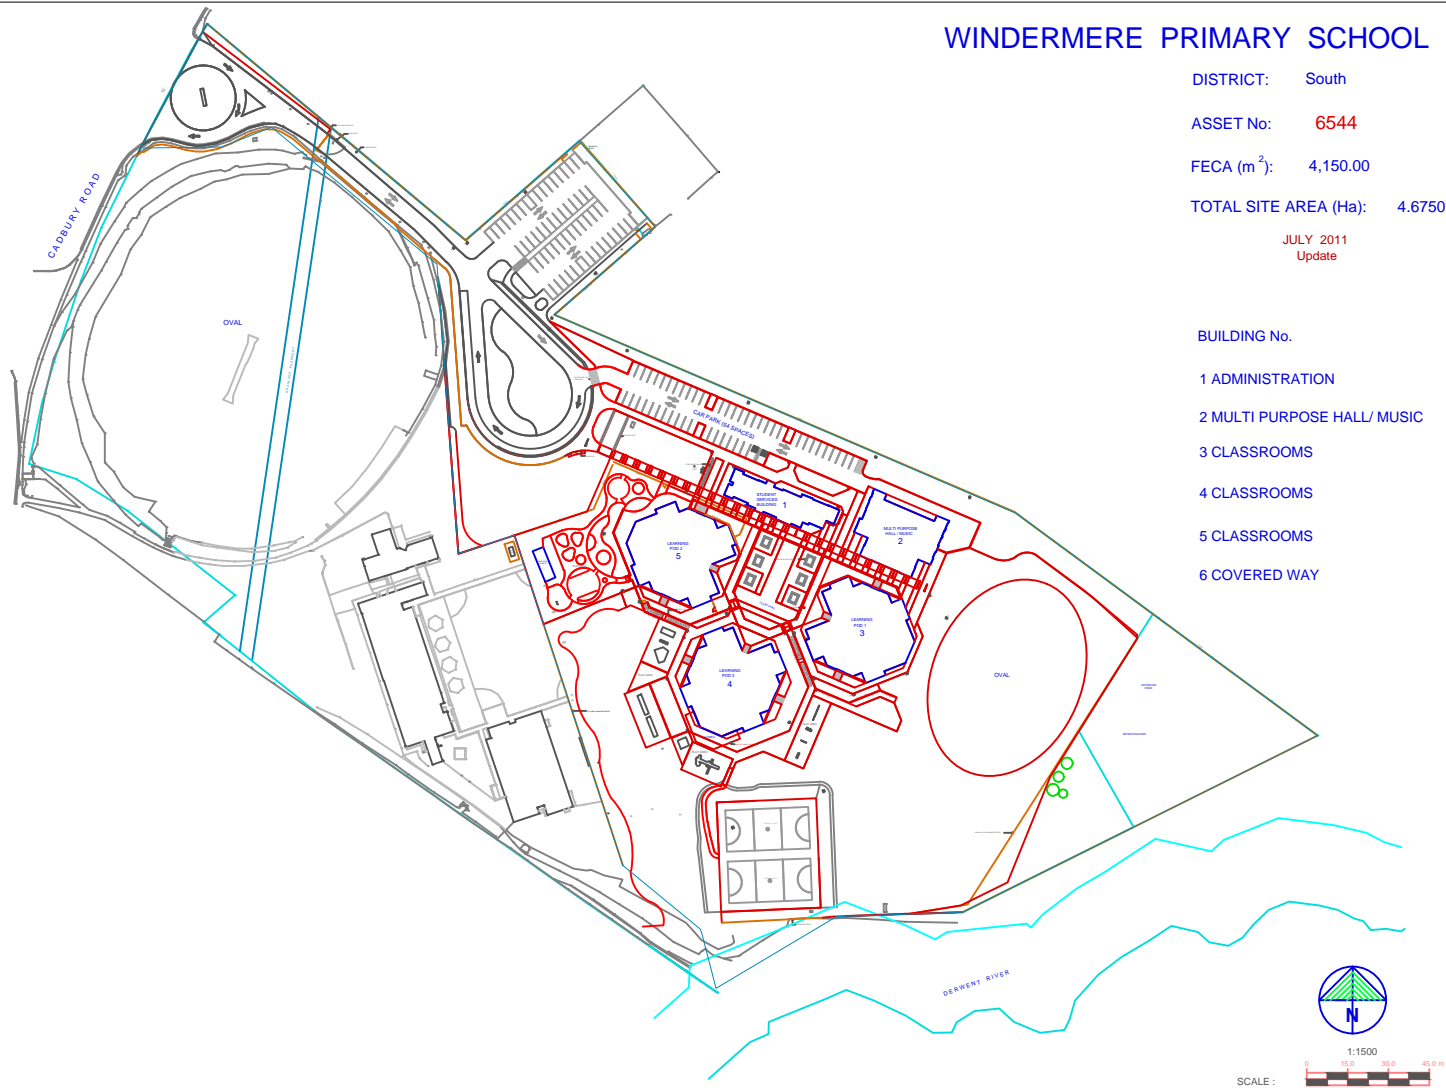 WINDERMERE PRIMARY SCHOOL
DISTRICT: South
ASSET No: 6544
FECA (m²): 4,150.00
TOTAL SITE AREA (Ha): 4.6750
JULY 2011
Update
BUILDING No.
1 ADMINISTRATION
2 MULTI PURPOSE HALL/ MUSIC
3 CLASSROOMS
4 CLASSROOMS
5 CLASSROOMS
6 COVERED WAY
CADBURY ROAD
OVAL
CAR PARK (54 SPACES)
STUDENT
SERVICES
BUILDING
1
MULTI PURPOSE
HALL / MUSIC
2
LEARNING
POD 3
5
LEARNING
POD 1
3
LEARNING
POD 2
4
OVAL
DERWENT RIVER
N
1:1500
SCALE :
0 15.0 30.0 45.0 m